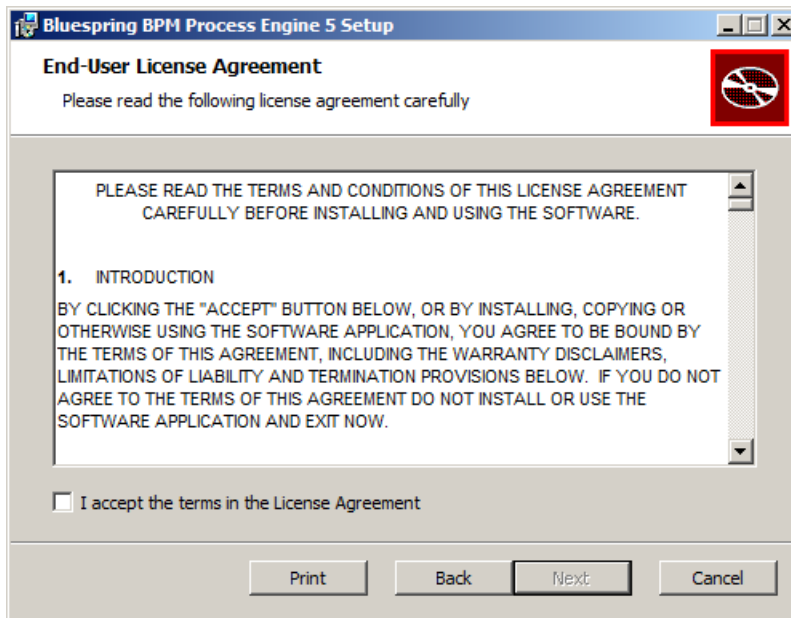 Bluespring BPM Process Engine 5 Setup
End-User License Agreement
Please read the following license agreement carefully
PLEASE READ THE TERMS AND CONDITIONS OF THIS LICENSE AGREEMENT
CAREFULLY BEFORE INSTALLING AND USING THE SOFTWARE.
1. INTRODUCTION
BY CLICKING THE "ACCEPT" BUTTON BELOW, OR BY INSTALLING, COPYING OR
OTHERWISE USING THE SOFTWARE APPLICATION, YOU AGREE TO BE BOUND BY
THE TERMS OF THIS AGREEMENT, INCLUDING THE WARRANTY DISCLAIMERS,
LIMITATIONS OF LIABILITY AND TERMINATION PROVISIONS BELOW.  IF YOU DO NOT
AGREE TO THE TERMS OF THIS AGREEMENT DO NOT INSTALL OR USE THE
SOFTWARE APPLICATION AND EXIT NOW.
I accept the terms in the License Agreement
Print Back Next Cancel